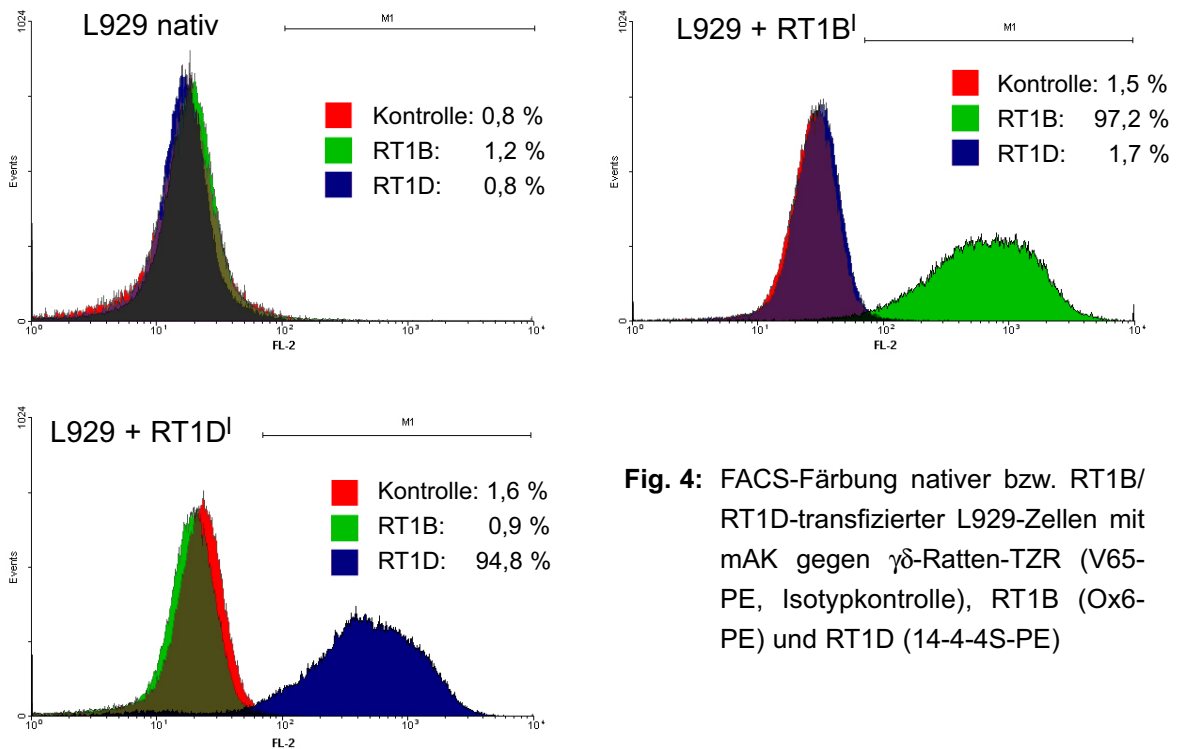 L929 nativ
M1
1024
Events
0
Kontrolle: 0,8 %
RT1B: 1,2 %
RT1D: 0,8 %
10⁰ 10¹ 10² 10³ 10⁴
FL-2
L929 + RT1Bˡ
M1
1024
Events
0
Kontrolle: 1,5 %
RT1B: 97,2 %
RT1D: 1,7 %
10⁰ 10¹ 10² 10³ 10⁴
FL-2
L929 + RT1Dˡ
M1
1024
Events
0
Kontrolle: 1,6 %
RT1B: 0,9 %
RT1D: 94,8 %
10⁰ 10¹ 10² 10³ 10⁴
FL-2
Fig. 4: FACS-Färbung nativer bzw. RT1B/
RT1D-transfizierter L929-Zellen mit
mAK gegen γδ-Ratten-TZR (V65-
PE, Isotypkontrolle), RT1B (Ox6-
PE) und RT1D (14-4-4S-PE)